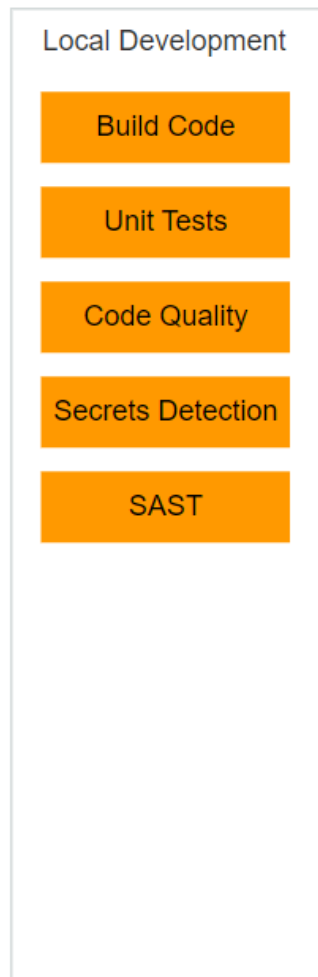 Local Development
Build Code
Unit Tests
Code Quality
Secrets Detection
SAST